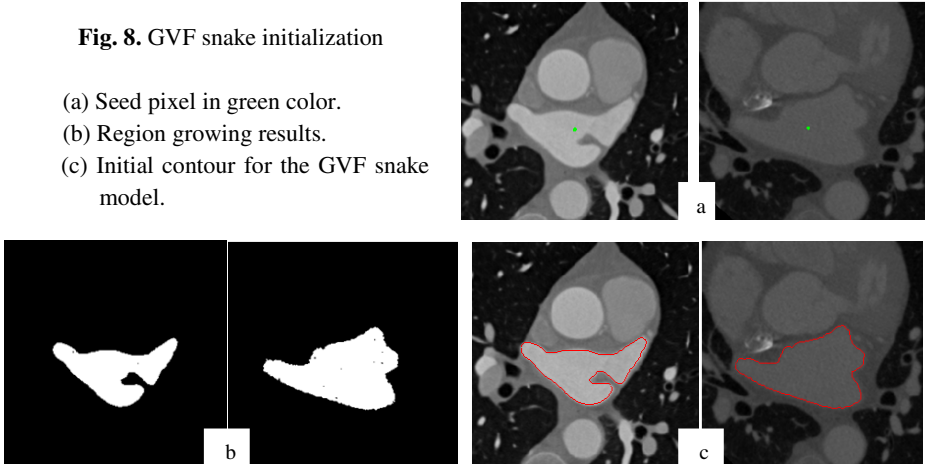 Fig. 8. GVF snake initialization
(a) Seed pixel in green color.
(b) Region growing results.
(c) Initial contour for the GVF snake
model.
a
b
c